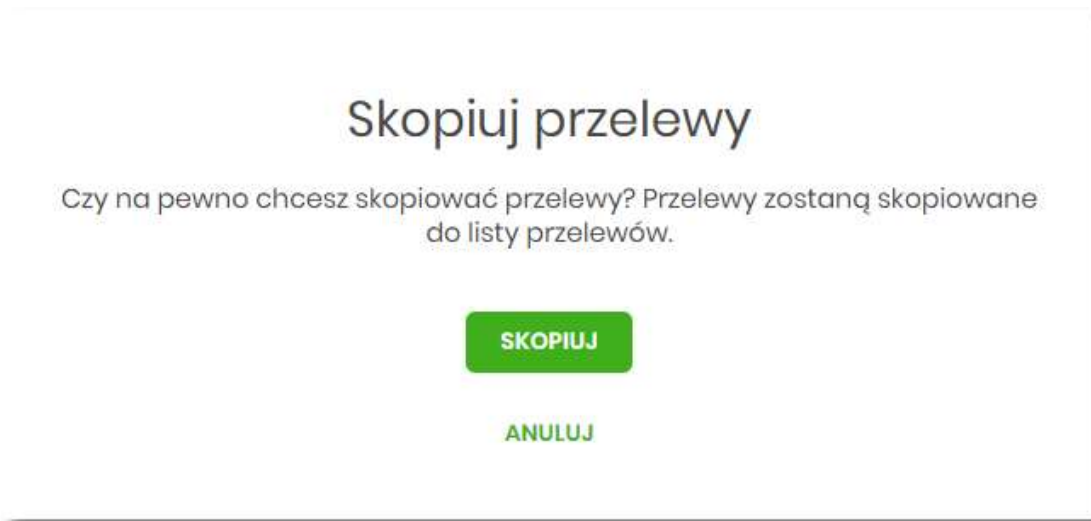 Skopiuj przelewy
Czy na pewno chcesz skopiować przelewy? Przelewy zostaną skopiowane
do listy przelewów.
SKOPIUJ
ANULUJ